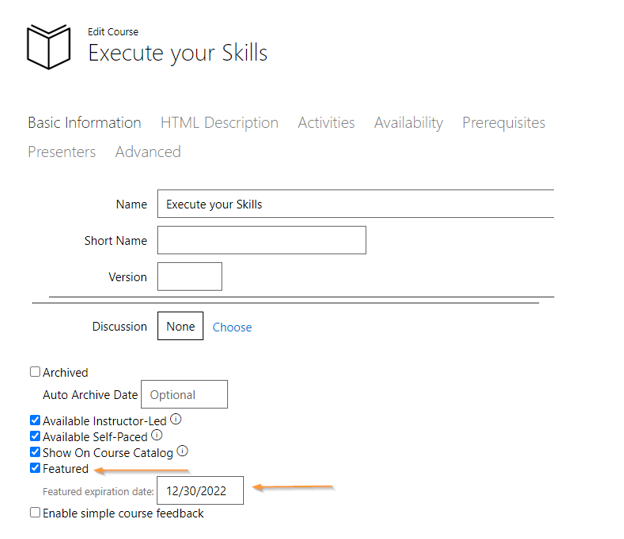 Edit Course
Execute your Skills
Basic Information HTML Description Activities Availability Prerequisites
Presenters Advanced
Name Execute your Skills
Short Name
Version
Discussion None Choose
Archived
Auto Archive Date Optional
Available Instructor-Led
Available Self-Paced
Show On Course Catalog
Featured
Featured expiration date: 12/30/2022
Enable simple course feedback